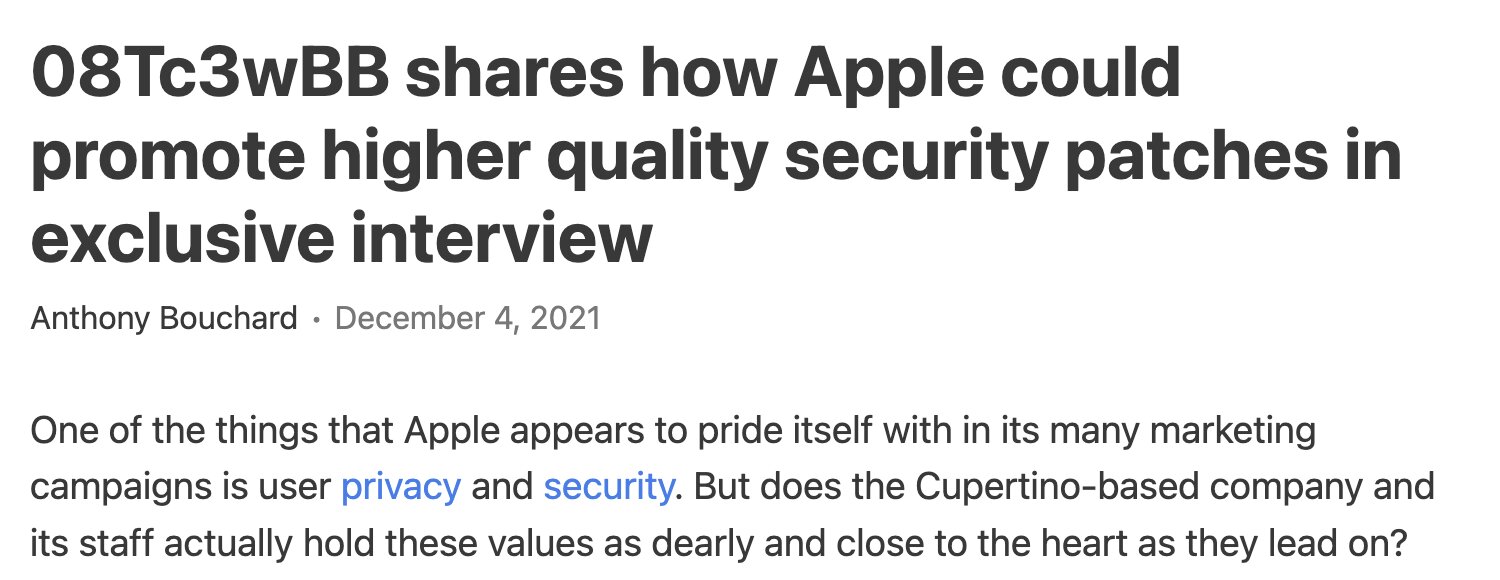 08Tc3wBB shares how Apple could
promote higher quality security patches in
exclusive interview
Anthony Bouchard • December 4, 2021
One of the things that Apple appears to pride itself with in its many marketing
campaigns is user privacy and security. But does the Cupertino-based company and
its staff actually hold these values as dearly and close to the heart as they lead on?